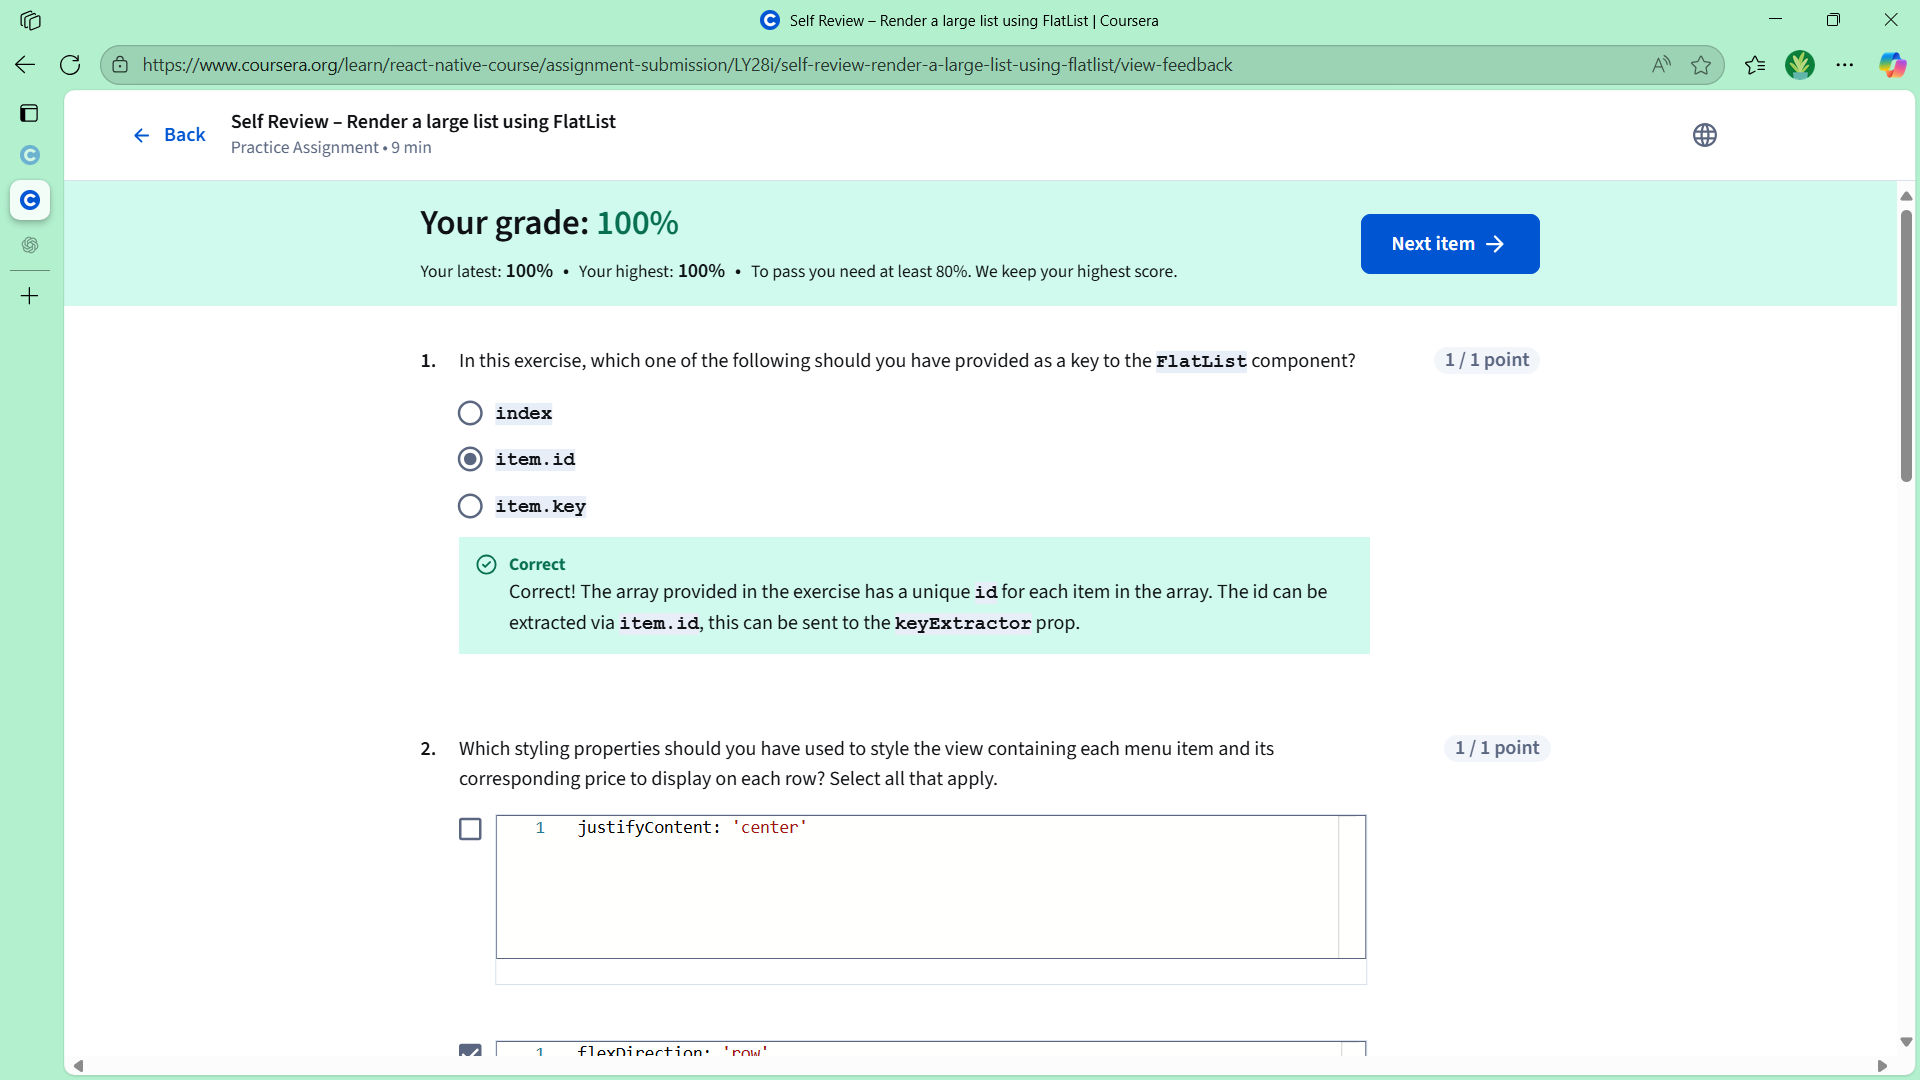 Self Review – Render a large list using FlatList | Coursera
https://www.coursera.org/learn/react-native-course/assignment-submission/LY28i/self-review-render-a-large-list-using-flatlist/view-feedback
Back
Self Review – Render a large list using FlatList
Practice Assignment • 9 min
Your grade: 100%
Your latest: 100% • Your highest: 100% • To pass you need at least 80%. We keep your highest score.
Next item
1. In this exercise, which one of the following should you have provided as a key to the FlatList component?
1 / 1 point
index
item.id
item.key
Correct
Correct! The array provided in the exercise has a unique id for each item in the array. The id can be
extracted via item.id, this can be sent to the keyExtractor prop.
2. Which styling properties should you have used to style the view containing each menu item and its
corresponding price to display on each row? Select all that apply.
1 / 1 point
1 justifyContent: 'center'
1 flexDirection: 'row'